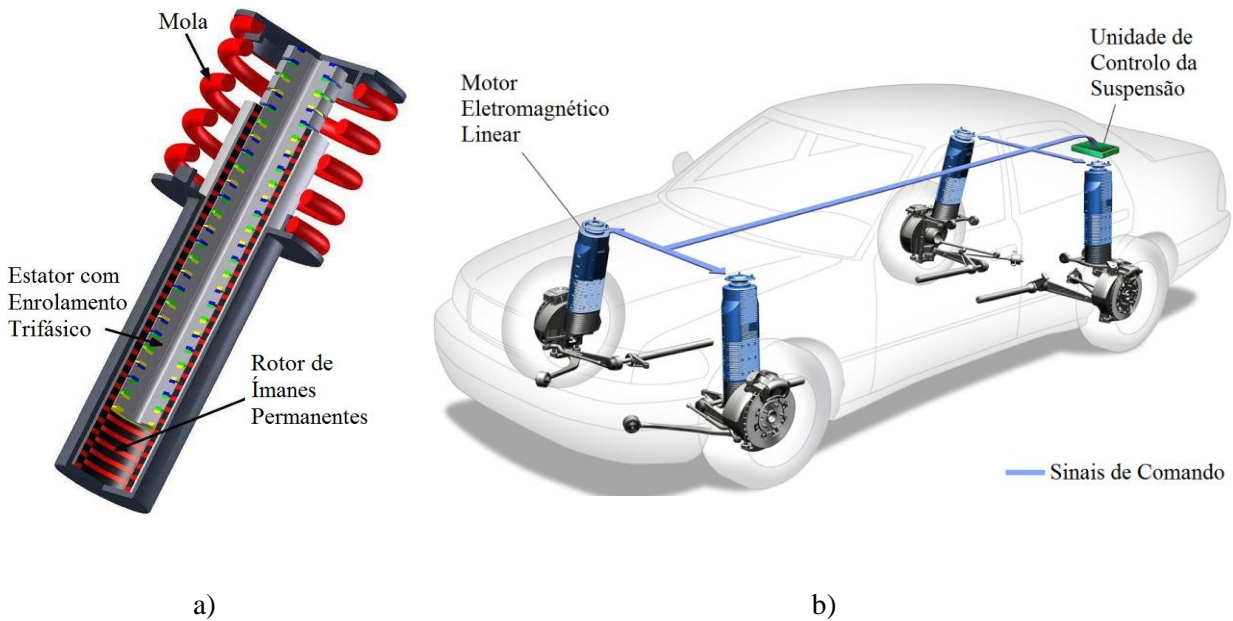 Mola
Estator com
Enrolamento
Trifásico
Rotor de
Ímanes
Permanentes
Motor
Eletromagnético
Linear
Unidade de
Controlo da
Suspensão
Sinais de Comando
a)
b)